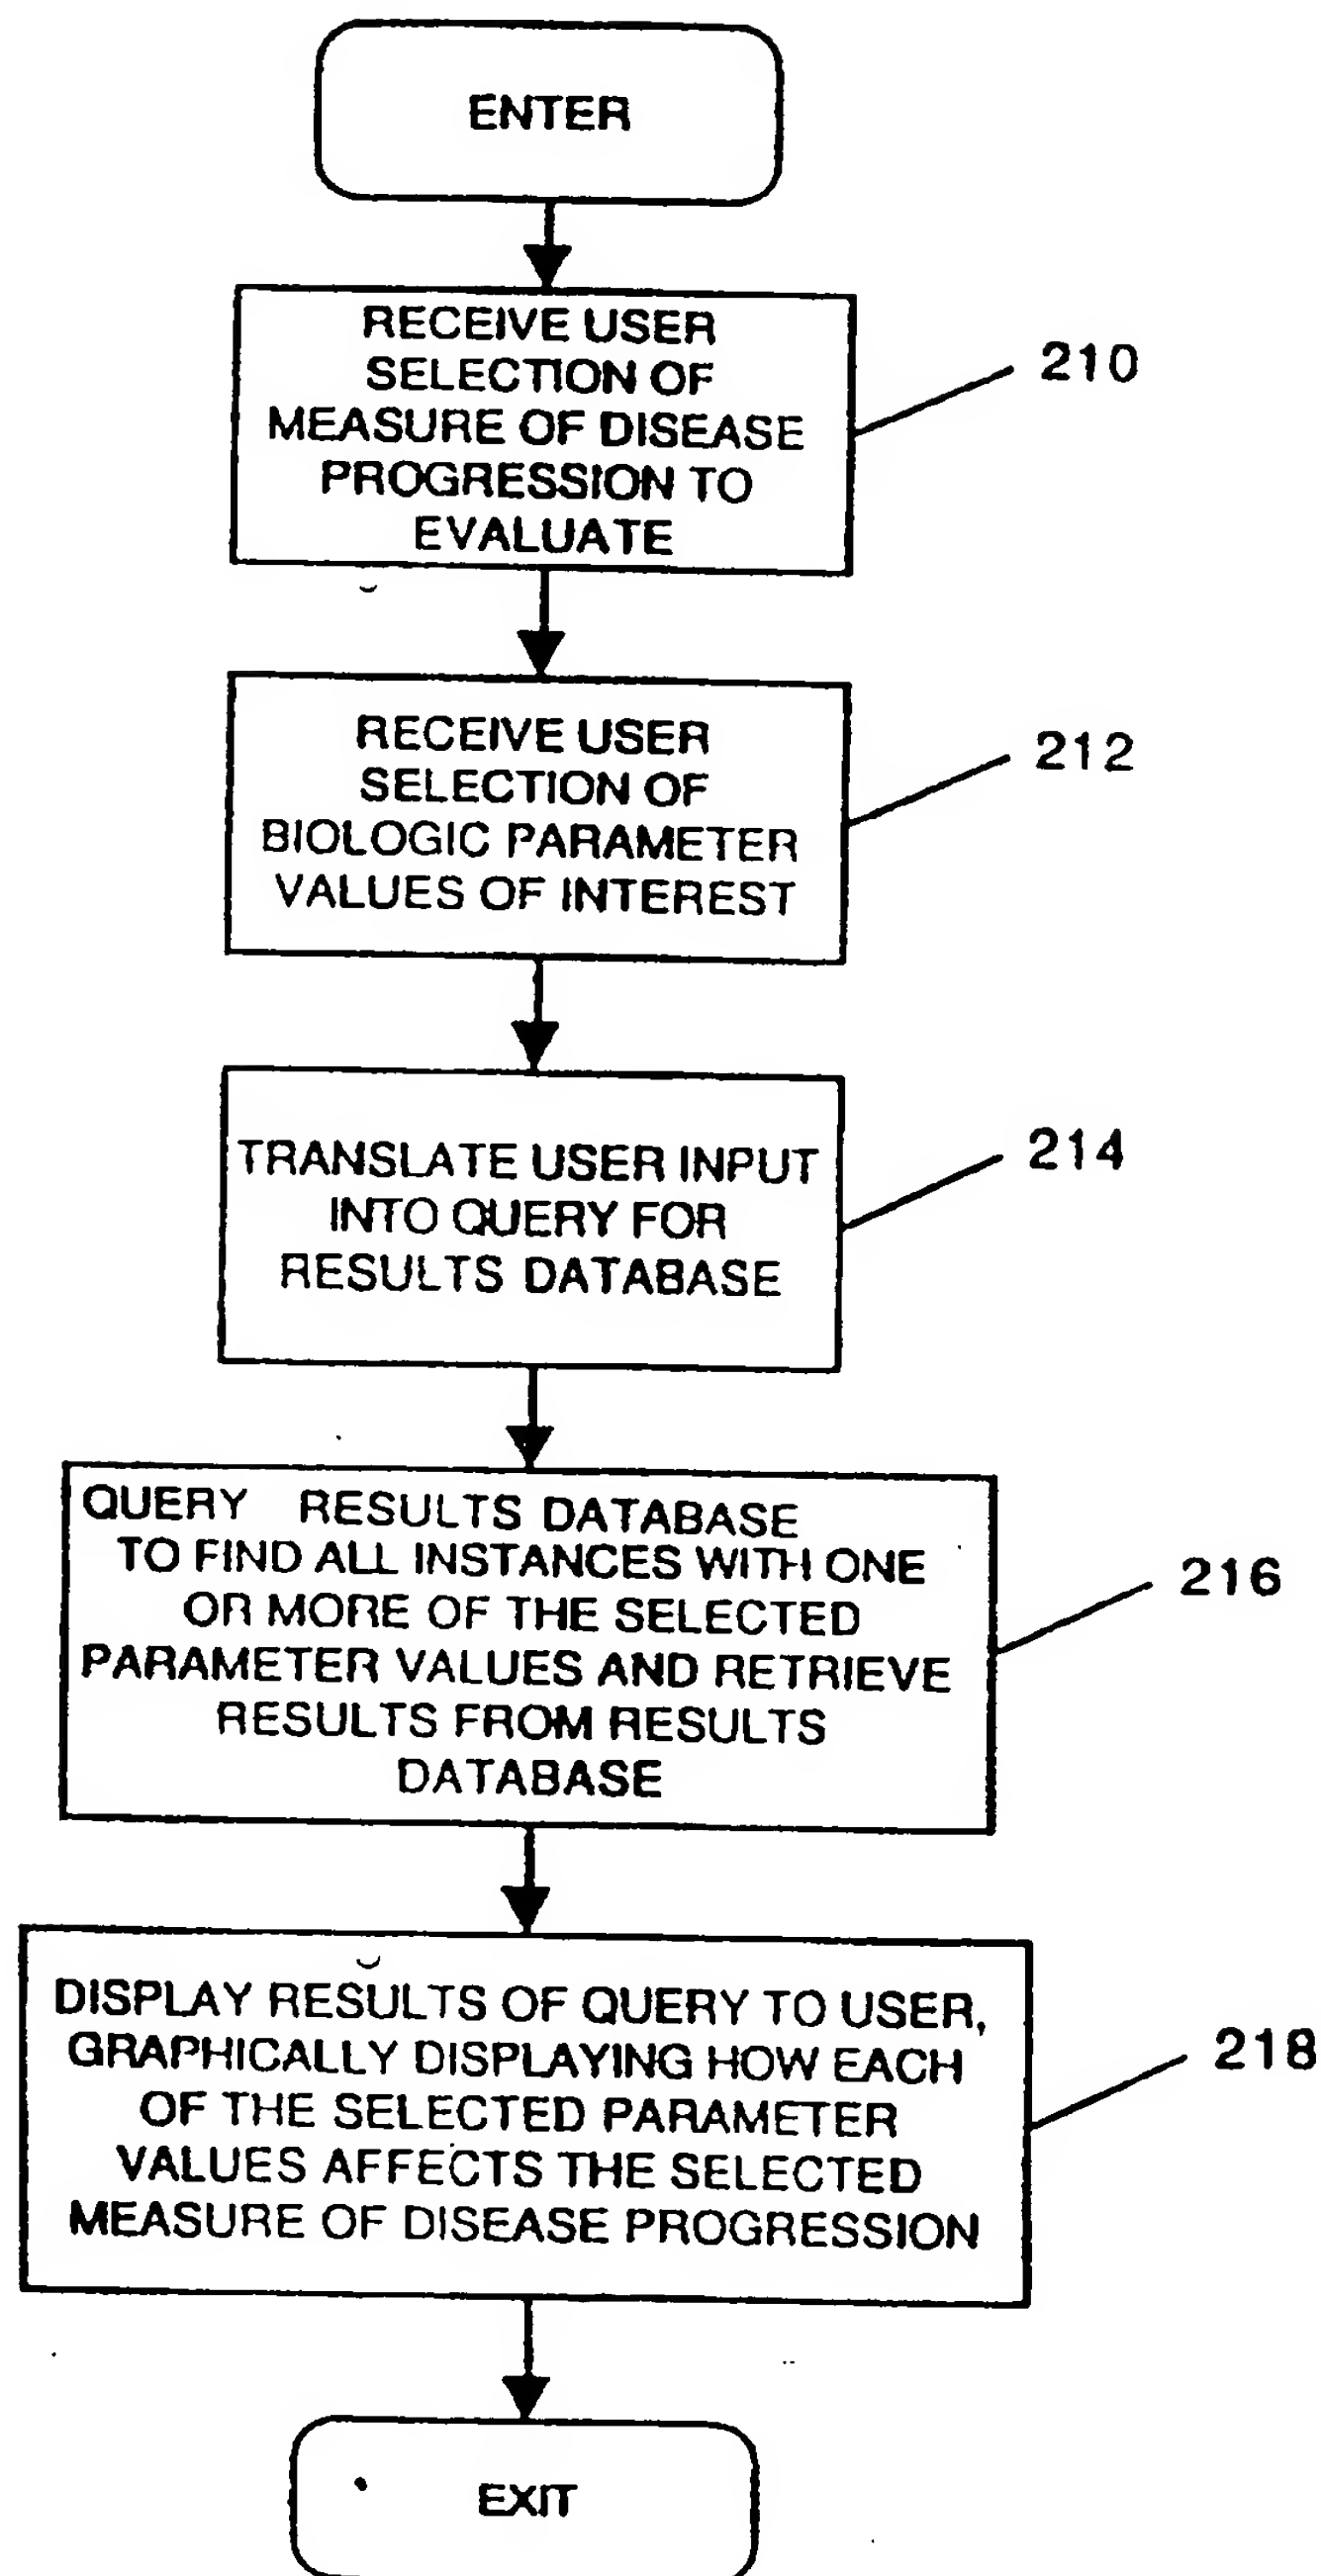 ENTER
RECEIVE USER
SELECTION OF
MEASURE OF DISEASE
PROGRESSION TO
EVALUATE
210
RECEIVE USER
SELECTION OF
BIOLOGIC PARAMETER
VALUES OF INTEREST
212
TRANSLATE USER INPUT
INTO QUERY FOR
RESULTS DATABASE
214
QUERY RESULTS DATABASE
TO FIND ALL INSTANCES WITH ONE
OR MORE OF THE SELECTED
PARAMETER VALUES AND RETRIEVE
RESULTS FROM RESULTS
DATABASE
216
DISPLAY RESULTS OF QUERY TO USER,
GRAPHICALLY DISPLAYING HOW EACH
OF THE SELECTED PARAMETER
VALUES AFFECTS THE SELECTED
MEASURE OF DISEASE PROGRESSION
218
EXIT